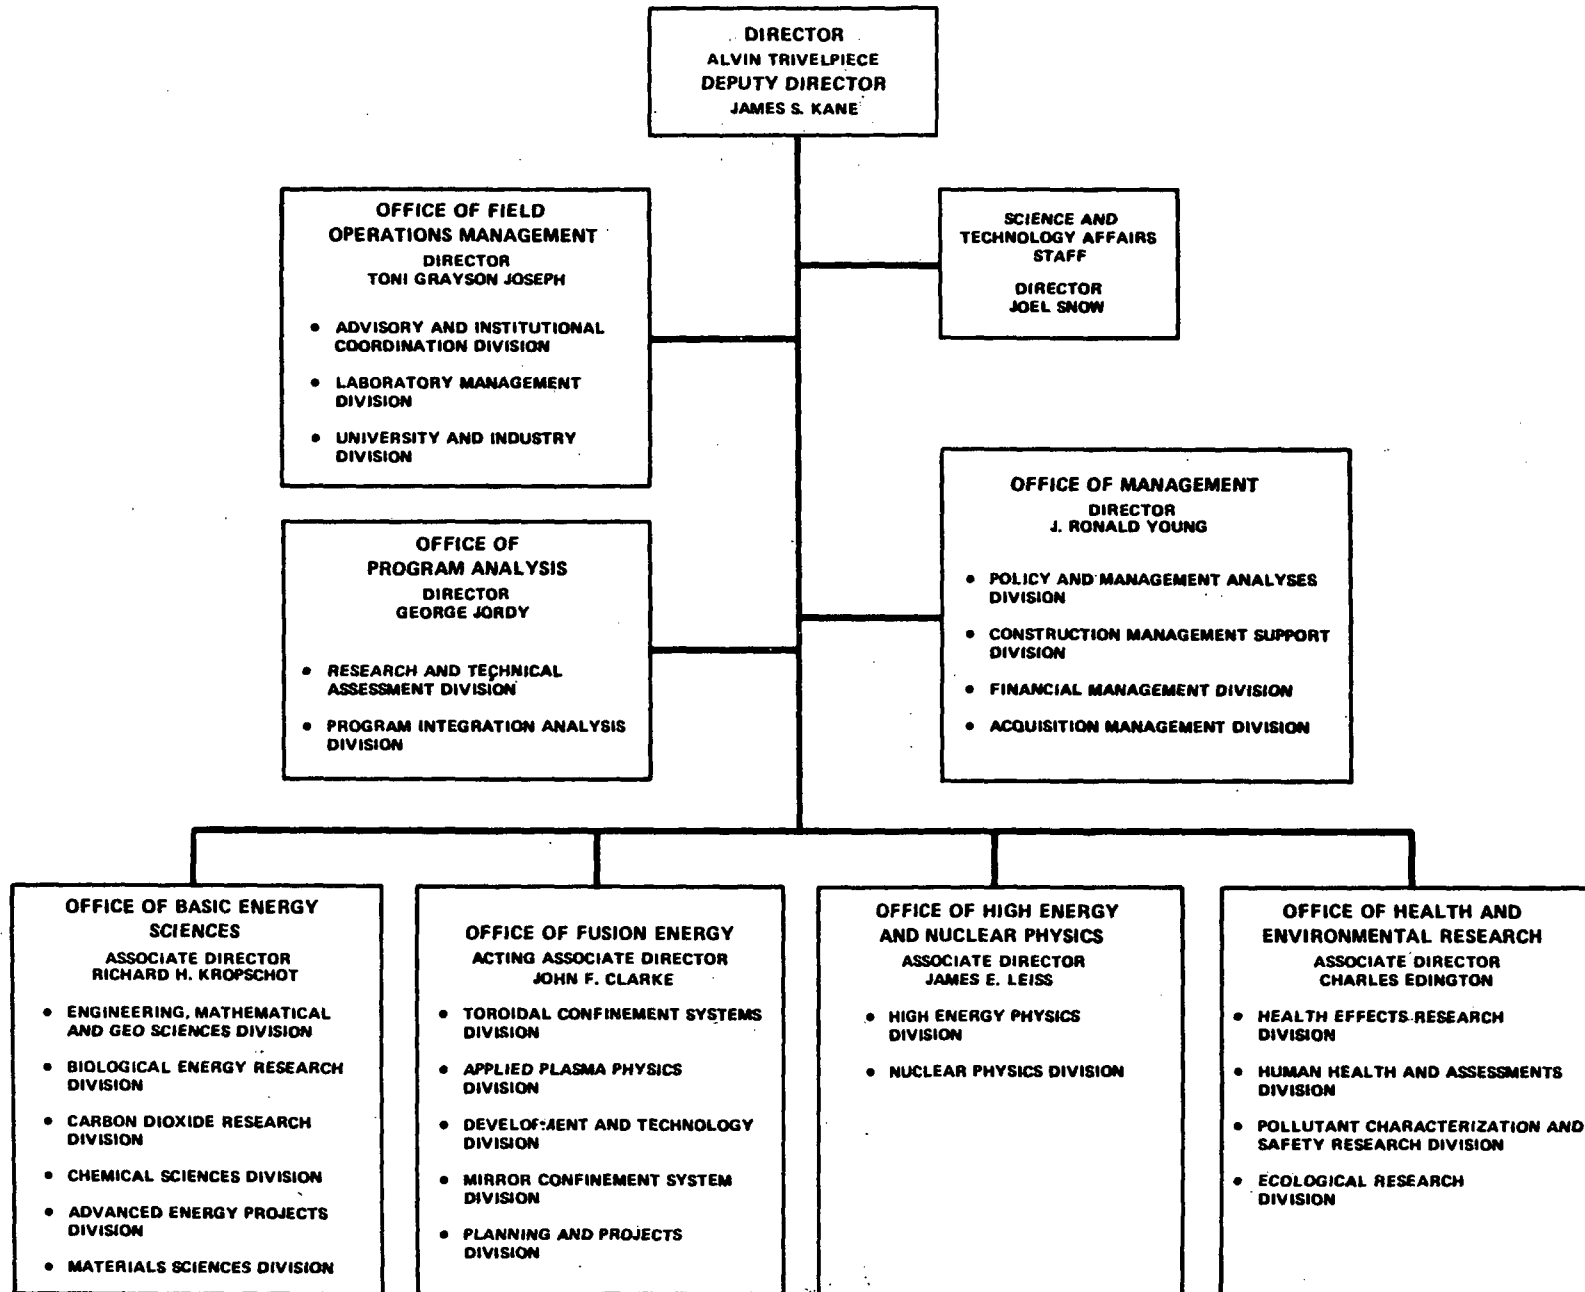 DIRECTOR
ALVIN TRIVELPIECE
DEPUTY DIRECTOR
JAMES S. KANE
OFFICE OF FIELD
OPERATIONS MANAGEMENT
DIRECTOR
TONI GRAYSON JOSEPH
• ADVISORY AND INSTITUTIONAL
COORDINATION DIVISION
• LABORATORY MANAGEMENT
DIVISION
• UNIVERSITY AND INDUSTRY
DIVISION
SCIENCE AND
TECHNOLOGY AFFAIRS
STAFF
DIRECTOR
JOEL SNOW
OFFICE OF
PROGRAM ANALYSIS
DIRECTOR
GEORGE JORDY
• RESEARCH AND TECHNICAL
ASSESSMENT DIVISION
• PROGRAM INTEGRATION ANALYSIS
DIVISION
OFFICE OF MANAGEMENT
DIRECTOR
J. RONALD YOUNG
• POLICY AND MANAGEMENT ANALYSES
DIVISION
• CONSTRUCTION MANAGEMENT SUPPORT
DIVISION
• FINANCIAL MANAGEMENT DIVISION
• ACQUISITION MANAGEMENT DIVISION
OFFICE OF BASIC ENERGY
SCIENCES
ASSOCIATE DIRECTOR
RICHARD H. KROPSCHOT
• ENGINEERING, MATHEMATICAL
AND GEO SCIENCES DIVISION
• BIOLOGICAL ENERGY RESEARCH
DIVISION
• CARBON DIOXIDE RESEARCH
DIVISION
• CHEMICAL SCIENCES DIVISION
• ADVANCED ENERGY PROJECTS
DIVISION
• MATERIALS SCIENCES DIVISION
OFFICE OF FUSION ENERGY
ACTING ASSOCIATE DIRECTOR
JOHN F. CLARKE
• TOROIDAL CONFINEMENT SYSTEMS
DIVISION
• APPLIED PLASMA PHYSICS
DIVISION
• DEVELOPMENT AND TECHNOLOGY
DIVISION
• MIRROR CONFINEMENT SYSTEM
DIVISION
• PLANNING AND PROJECTS
DIVISION
OFFICE OF HIGH ENERGY
AND NUCLEAR PHYSICS
ASSOCIATE DIRECTOR
JAMES E. LEISS
• HIGH ENERGY PHYSICS
DIVISION
• NUCLEAR PHYSICS DIVISION
OFFICE OF HEALTH AND
ENVIRONMENTAL RESEARCH
ASSOCIATE DIRECTOR
CHARLES EDINGTON
• HEALTH EFFECTS RESEARCH
DIVISION
• HUMAN HEALTH AND ASSESSMENTS
DIVISION
• POLLUTANT CHARACTERIZATION AND
SAFETY RESEARCH DIVISION
• ECOLOGICAL RESEARCH
DIVISION